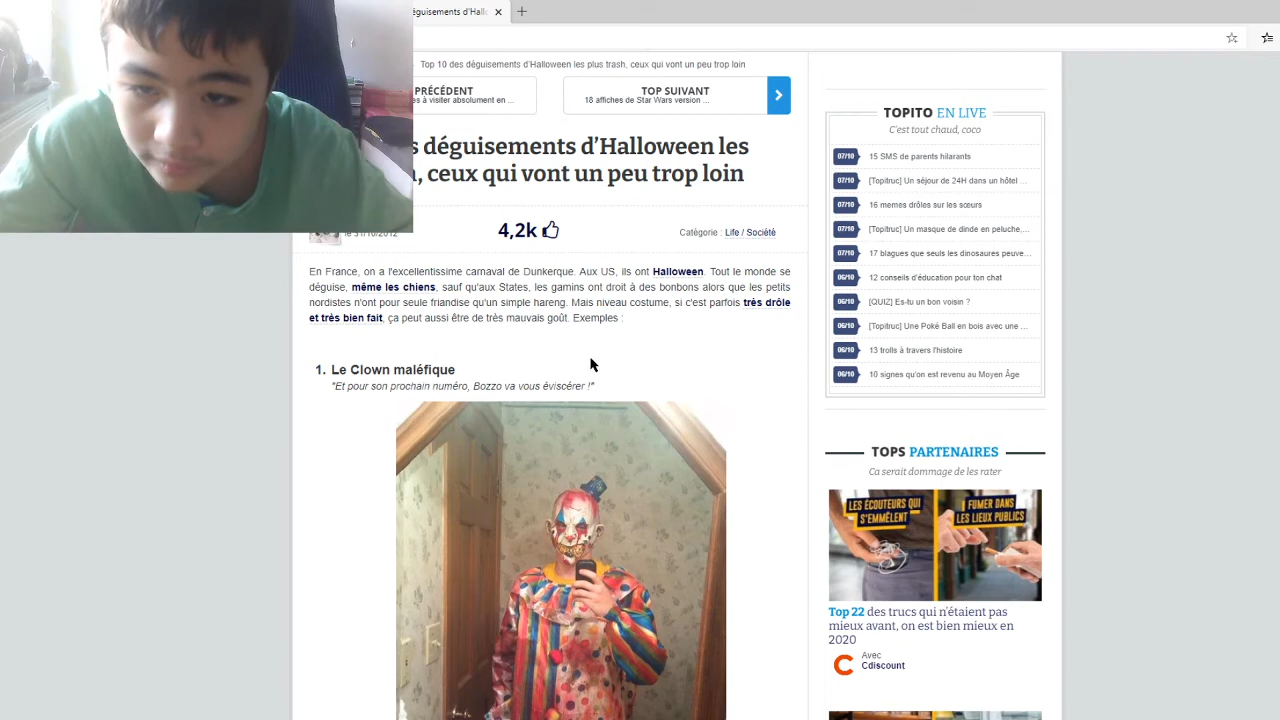 éguisements d'Hall
Top 10 des déguisements d'Halloween les plus trash, ceux qui vont un peu trop loin
PRÉCÉDENT
es à visiter absolument en ...
TOP SUIVANT
18 affiches de Star Wars version ...
s déguisements d'Halloween les
, ceux qui vont un peu trop loin
le 31/10/2012
4,2k
Catégorie : Life / Société
En France, on a l'excellentissime carnaval de Dunkerque. Aux US, ils ont Halloween. Tout le monde se
déguise, même les chiens, sauf qu'aux States, les gamins ont droit à des bonbons alors que les petits
nordistes n'ont pour seule friandise qu'un simple hareng. Mais niveau costume, si c'est parfois très drôle
et très bien fait, ça peut aussi être de très mauvais goût. Exemples :
1. Le Clown maléfique
"Et pour son prochain numéro, Bozzo va vous éviscérer !"
TOPITO EN LIVE
C'est tout chaud, coco
07/10 15 SMS de parents hilarants
07/10 [Topitruc] Un séjour de 24H dans un hôtel ...
07/10 16 memes drôles sur les sœurs
07/10 [Topitruc] Un masque de dinde en peluche,...
07/10 17 blagues que seuls les dinosaures peuve...
06/10 12 conseils d'éducation pour ton chat
06/10 [QUIZ] Es-tu un bon voisin ?
06/10 [Topitruc] Une Poké Ball en bois avec une ...
06/10 13 trolls à travers l'histoire
06/10 10 signes qu'on est revenu au Moyen Âge
TOPS PARTENAIRES
Ca serait dommage de les rater
LES ÉCOUTEURS QUI
S'EMMÊLENT
FUMER DANS
LES LIEUX PUBLICS
Top 22 des trucs qui n'étaient pas
mieux avant, on est bien mieux en
2020
Avec
Cdiscount